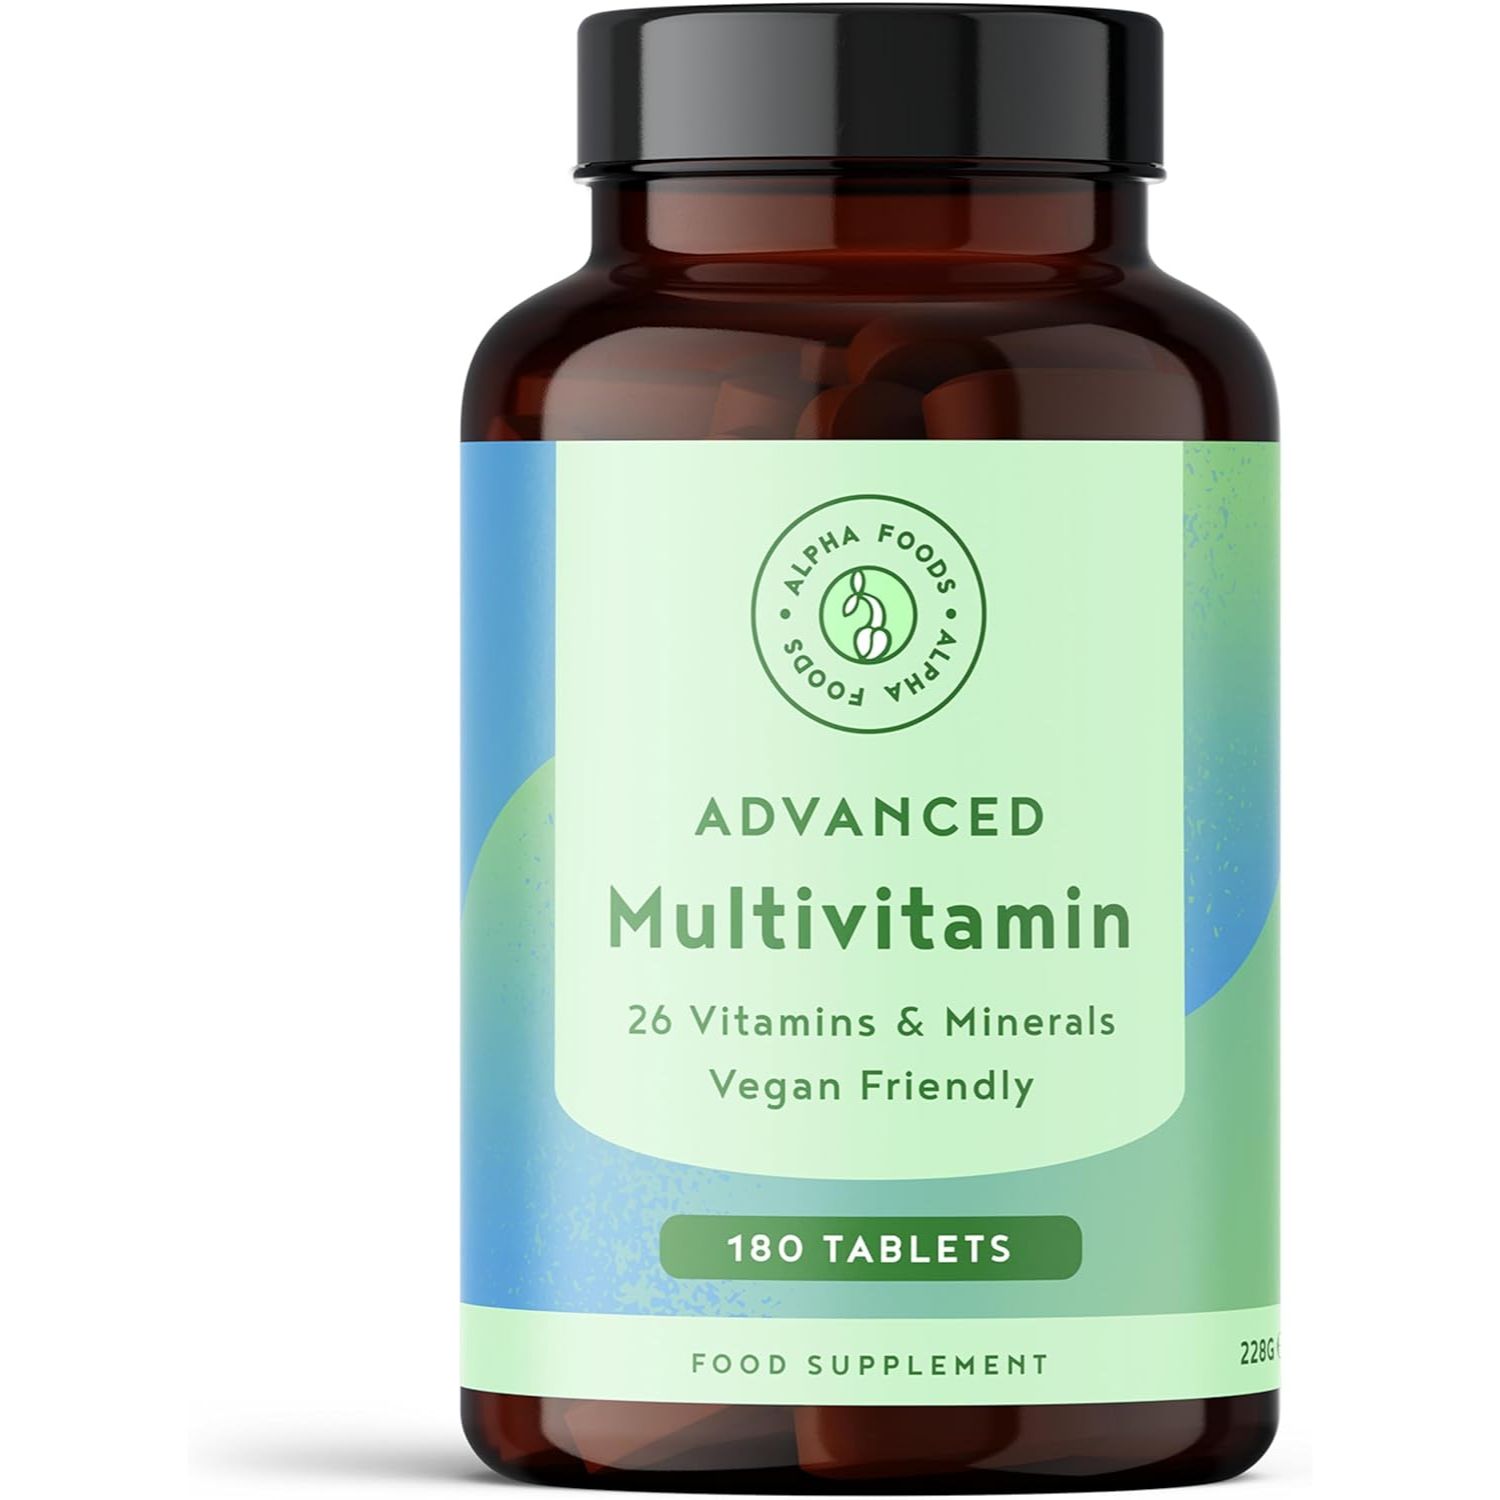 ALPHA FOODS • ALPHA FOODS •
ADVANCED
Multivitamin
26 Vitamins & Minerals
Vegan Friendly
180 TABLETS
FOOD SUPPLEMENT
228G